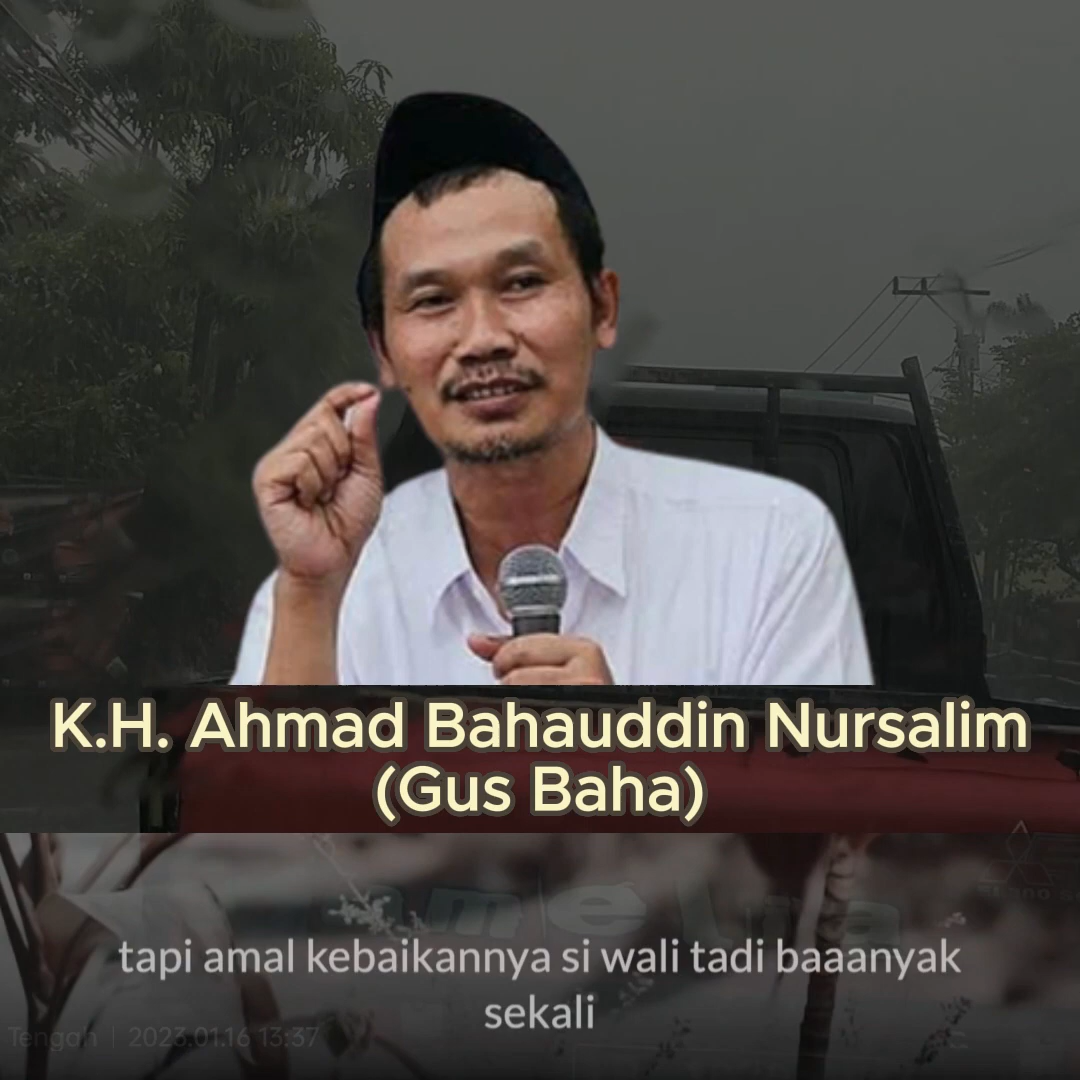 K.H. Ahmad Bahauddin Nursalim
(Gus Baha)
tapi amal kebaikannya si wali tadi baaanyak
sekali
Tengah | 2023.01.16 13:37